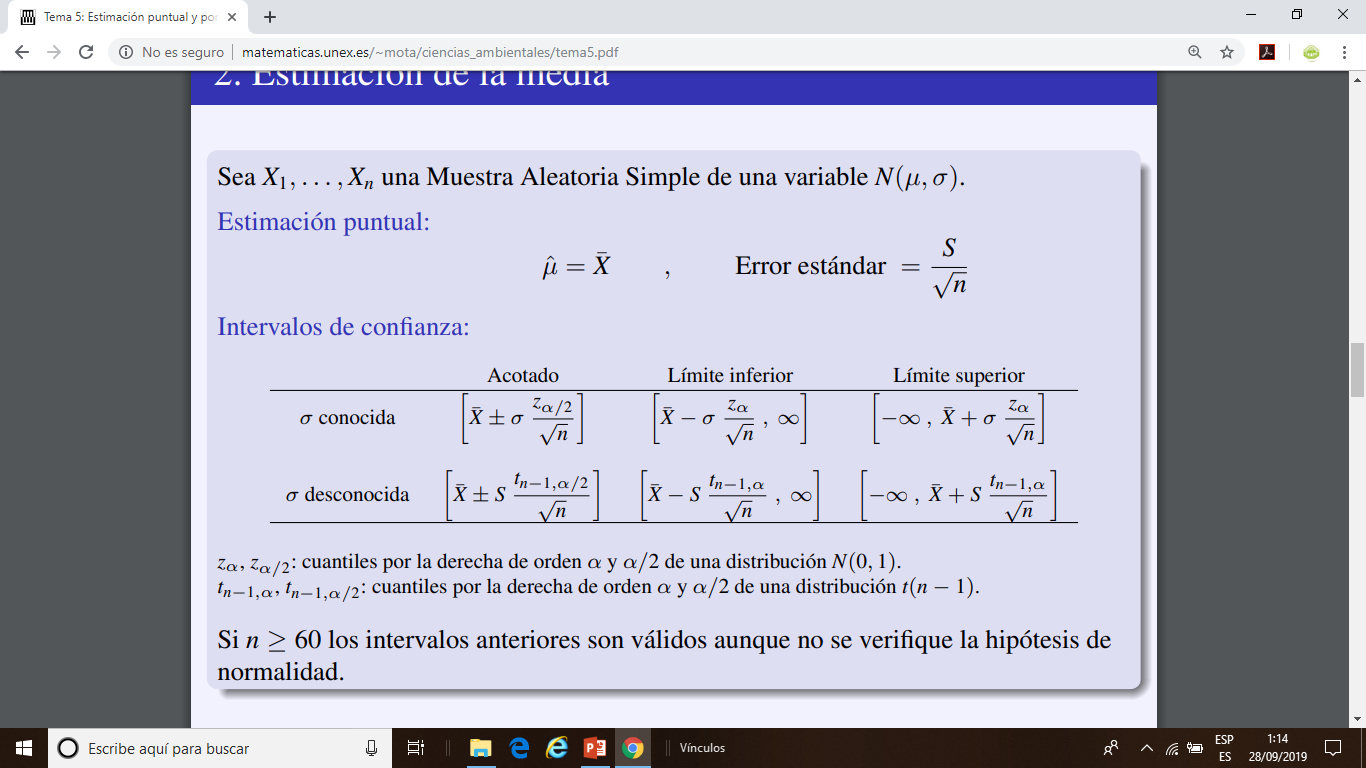 Tema 5: Estimación puntual y por
No es seguro | matematicas.unex.es/~mota/ciencias_ambientales/tema5.pdf
2. Estimación de la media
Sea X₁, . . . , Xₙ una Muestra Aleatoria Simple de una variable N(μ, σ).
Estimación puntual:
μ̂ = X̄ , Error estándar = S/√n
Intervalos de confianza:
Acotado Límite inferior Límite superior
σ conocida [X̄ ± σ z_{α/2}/√n] [X̄ − σ z_α/√n , ∞] [−∞ , X̄ + σ z_α/√n]
σ desconocida [X̄ ± S t_{n−1,α/2}/√n] [X̄ − S t_{n−1,α}/√n , ∞] [−∞ , X̄ + S t_{n−1,α}/√n]
z_α, z_{α/2}: cuantiles por la derecha de orden α y α/2 de una distribución N(0, 1).
t_{n−1,α}, t_{n−1,α/2}: cuantiles por la derecha de orden α y α/2 de una distribución t(n − 1).
Si n ≥ 60 los intervalos anteriores son válidos aunque no se verifique la hipótesis de
normalidad.
Escribe aquí para buscar
Vínculos
ESP
ES
1:14
28/09/2019